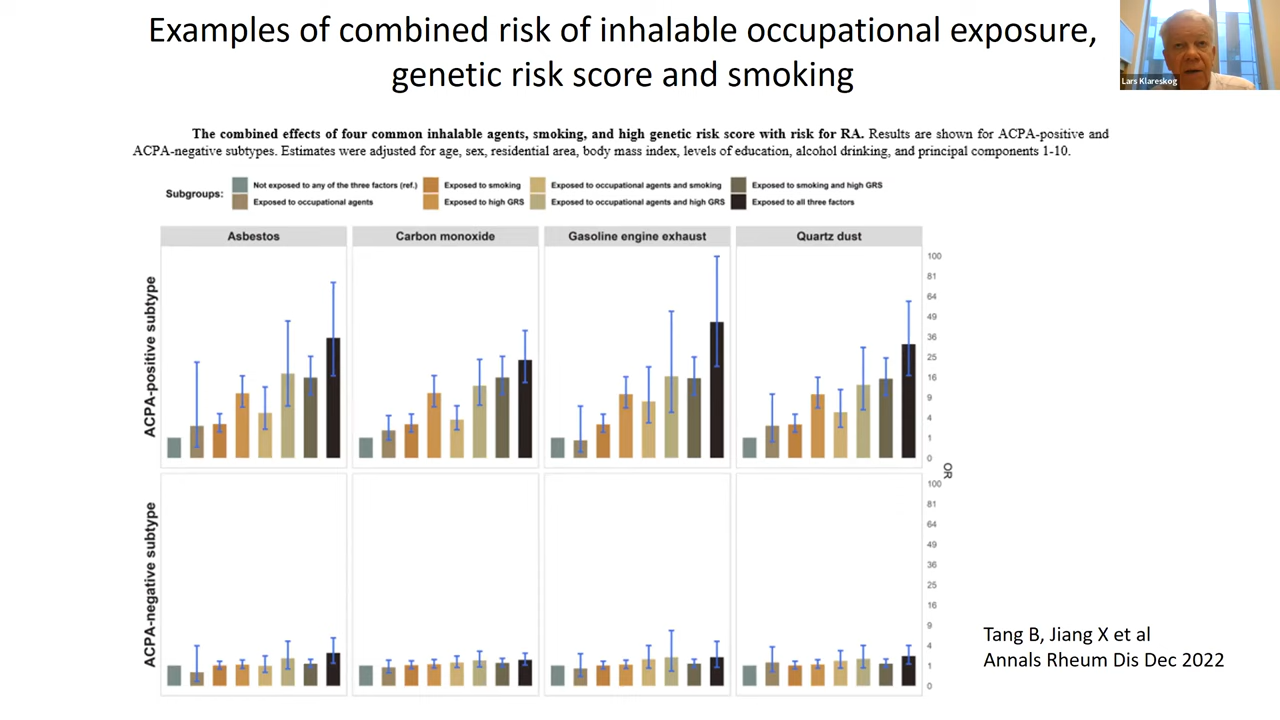 Examples of combined risk of inhalable occupational exposure,
genetic risk score and smoking
Lars Klareskog
The combined effects of four common inhalable agents, smoking, and high genetic risk score with risk for RA. Results are shown for ACPA-positive and
ACPA-negative subtypes. Estimates were adjusted for age, sex, residential area, body mass index, levels of education, alcohol drinking, and principal components 1-10.
Subgroups:
Not exposed to any of the three factors (ref.)
Exposed to occupational agents
Exposed to smoking
Exposed to high GRS
Exposed to occupational agents and smoking
Exposed to occupational agents and high GRS
Exposed to smoking and high GRS
Exposed to all three factors
Asbestos
Carbon monoxide
Gasoline engine exhaust
Quartz dust
ACPA-positive subtype
100
81
64
49
36
25
16
9
4
1
0
OR
ACPA-negative subtype
100
81
64
49
36
25
16
9
4
1
0
Tang B, Jiang X et al
Annals Rheum Dis Dec 2022